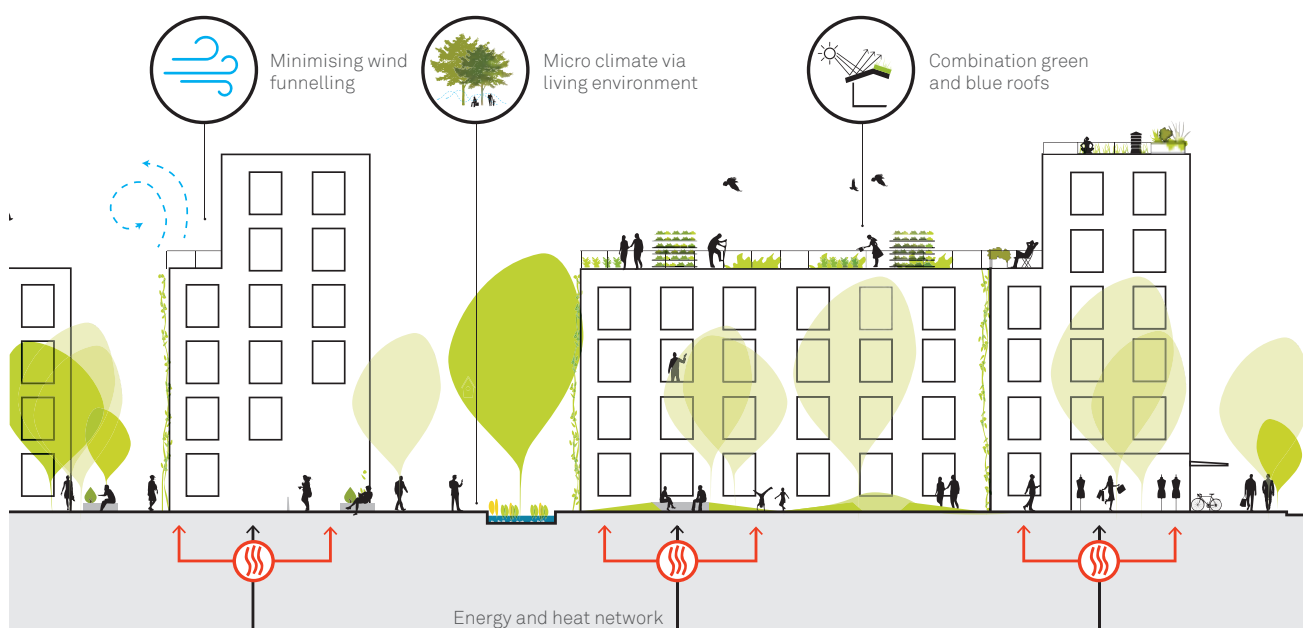 Minimising wind
funnelling
Micro climate via
living environment
Combination green
and blue roofs
Energy and heat network